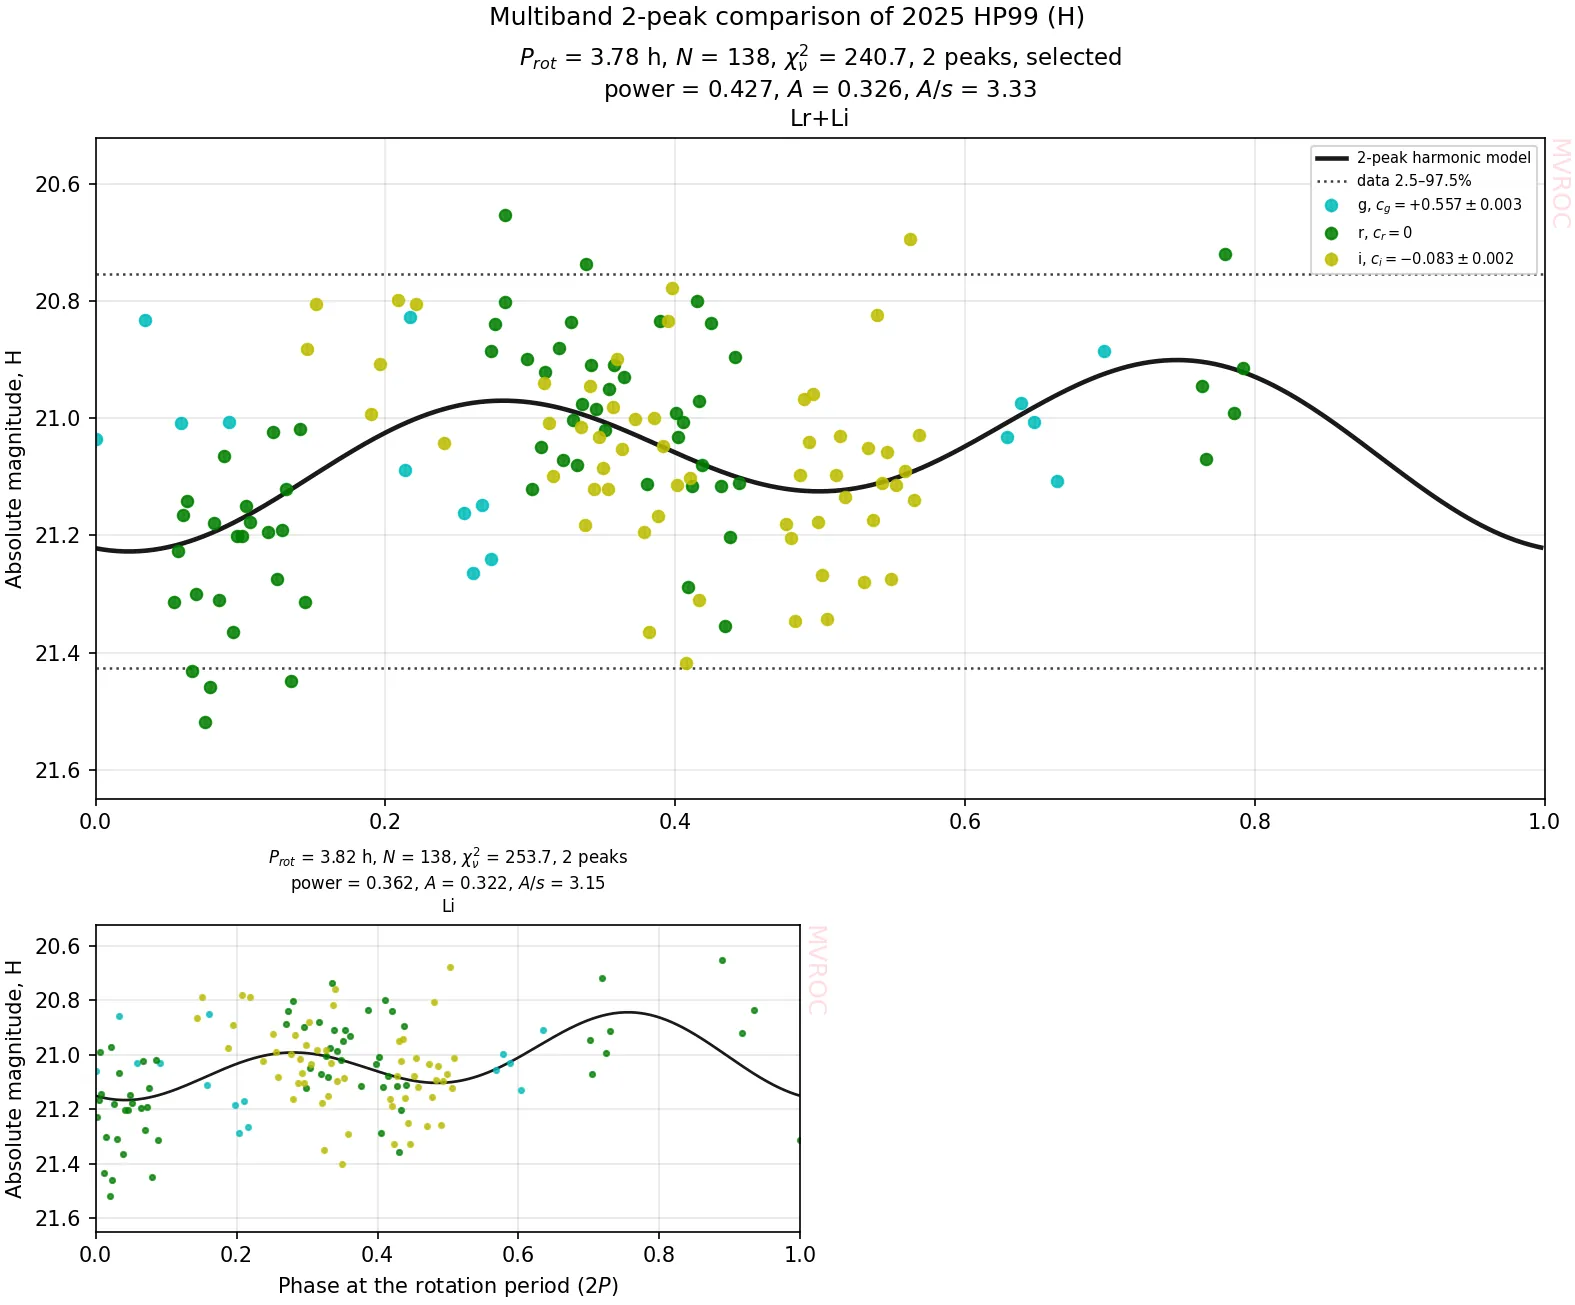 Multiband 2-peak comparison of 2025 HP99 (H)
P_rot = 3.78 h, N = 138, χ²_ν = 240.7, 2 peaks, selected
power = 0.427, A = 0.326, A/s = 3.33
Lr+Li
MVROC
2-peak harmonic model
data 2.5–97.5%
g, c_g = +0.557 ± 0.003
r, c_r = 0
i, c_i = −0.083 ± 0.002
Absolute magnitude, H
20.6
20.8
21.0
21.2
21.4
21.6
0.0 0.2 0.4 0.6 0.8 1.0
P_rot = 3.82 h, N = 138, χ²_ν = 253.7, 2 peaks
power = 0.362, A = 0.322, A/s = 3.15
Li
MVROC
Absolute magnitude, H
20.6
20.8
21.0
21.2
21.4
21.6
0.0 0.2 0.4 0.6 0.8 1.0
Phase at the rotation period (2P)